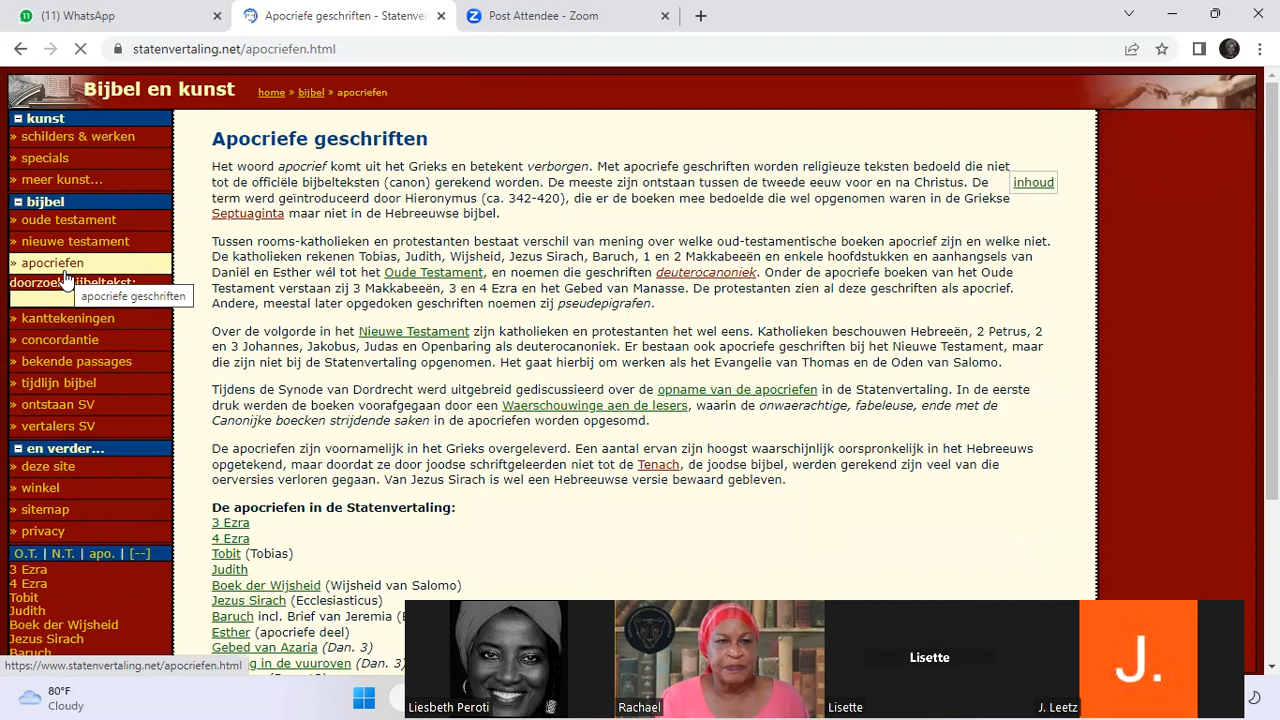 (11) WhatsApp
Apocriefe geschriften - Statenver
Post Attendee - Zoom
statenvertaling.net/apocriefen.html
Bijbel en kunst
home » bijbel » apocriefen
kunst
» schilders & werken
» specials
» meer kunst...
bijbel
» oude testament
» nieuwe testament
» apocriefen
doorzoek bijbeltekst:
apocriefe geschriften
» kanttekeningen
» concordantie
» bekende passages
» tijdlijn bijbel
» ontstaan SV
» vertalers SV
en verder...
» deze site
» winkel
» sitemap
» privacy
O.T. | N.T. | apo. | [--]
3 Ezra
4 Ezra
Tobit
Judith
Boek der Wijsheid
Jezus Sirach
Baruch
https://www.statenvertaling.net/apocriefen.html
Apocriefe geschriften
Het woord apocrief komt uit het Grieks en betekent verborgen. Met apocriefe geschriften worden religieuze teksten bedoeld die niet
tot de officiële bijbelteksten (canon) gerekend worden. De meeste zijn ontstaan tussen de tweede eeuw voor en na Christus. De
term werd geïntroduceerd door Hieronymus (ca. 342-420), die er de boeken mee bedoelde die wel opgenomen waren in de Griekse
Septuaginta maar niet in de Hebreeuwse bijbel.
inhoud
Tussen rooms-katholieken en protestanten bestaat verschil van mening over welke oud-testamentische boeken apocrief zijn en welke niet.
De katholieken rekenen Tobias, Judith, Wijsheid, Jezus Sirach, Baruch, 1 en 2 Makkabeeën en enkele hoofdstukken en aanhangsels van
Daniël en Esther wél tot het Oude Testament, en noemen die geschriften deuterocanoniek. Onder de apocriefe boeken van het Oude
Testament verstaan zij 3 Makkabeeën, 3 en 4 Ezra en het Gebed van Manasse. De protestanten zien al deze geschriften als apocrief.
Andere, meestal later opgedoken geschriften noemen zij pseudepigrafen.
Over de volgorde in het Nieuwe Testament zijn katholieken en protestanten het wel eens. Katholieken beschouwen Hebreeën, 2 Petrus, 2
en 3 Johannes, Jakobus, Judas en Openbaring als deuterocanoniek. Er bestaan ook apocriefe geschriften bij het Nieuwe Testament, maar
die zijn niet bij de Statenvertaling opgenomen. Het gaat hierbij om werken als het Evangelie van Thomas en de Oden van Salomo.
Tijdens de Synode van Dordrecht werd uitgebreid gediscussieerd over de opname van de apocriefen in de Statenvertaling. In de eerste
druk werden de boeken voorafgegaan door een Waerschouwinge aen de lesers, waarin de onwaerachtige, fabeleuse, ende met de
Canonijke boecken strijdende saken in de apocriefen worden opgesomd.
De apocriefen zijn voornamelijk in het Grieks overgeleverd. Een aantal ervan zijn hoogst waarschijnlijk oorspronkelijk in het Hebreeuws
opgetekend, maar doordat ze door joodse schriftgeleerden niet tot de Tenach, de joodse bijbel, werden gerekend zijn veel van die
oerversies verloren gegaan. Van Jezus Sirach is wel een Hebreeuwse versie bewaard gebleven.
De apocriefen in de Statenvertaling:
3 Ezra
4 Ezra
Tobit (Tobias)
Judith
Boek der Wijsheid (Wijsheid van Salomo)
Jezus Sirach (Ecclesiasticus)
Baruch incl. Brief van Jeremia (
Esther (apocriefe deel)
Gebed van Azaria (Dan. 3)
in de vuuroven (Dan. 3)
80°F
Cloudy
Liesbeth Peroti
Rachael
Lisette
Lisette
J.
J. Leetz